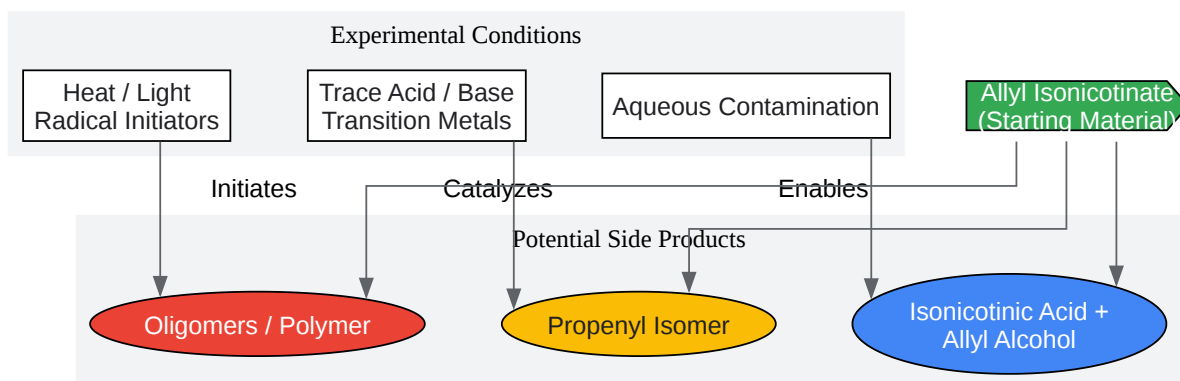 Experimental Conditions
Heat / Light
Radical Initiators
Trace Acid / Base
Transition Metals
Aqueous Contamination
Allyl Isonicotinate
(Starting Material)
Initiates
Catalyzes
Enables
Potential Side Products
Oligomers / Polymer
Propenyl Isomer
Isonicotinic Acid +
Allyl Alcohol